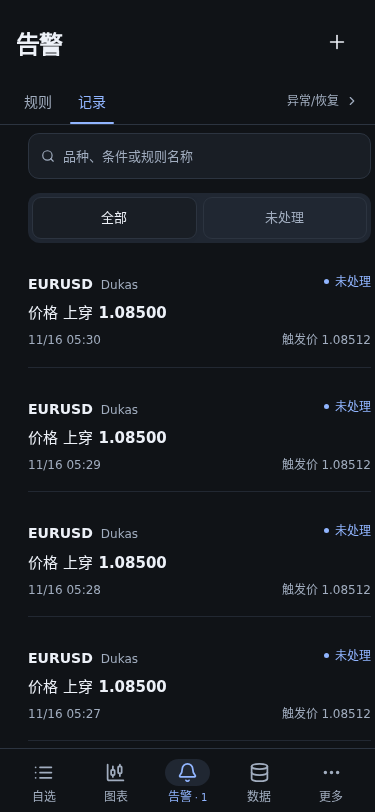 告警
规则 记录 异常/恢复
品种、条件或规则名称
全部 未处理
EURUSD Dukas 未处理
价格 上穿 1.08500
11/16 05:30 触发价 1.08512
EURUSD Dukas 未处理
价格 上穿 1.08500
11/16 05:29 触发价 1.08512
EURUSD Dukas 未处理
价格 上穿 1.08500
11/16 05:28 触发价 1.08512
EURUSD Dukas 未处理
价格 上穿 1.08500
11/16 05:27 触发价 1.08512
自选 图表 告警 · 1 数据 更多